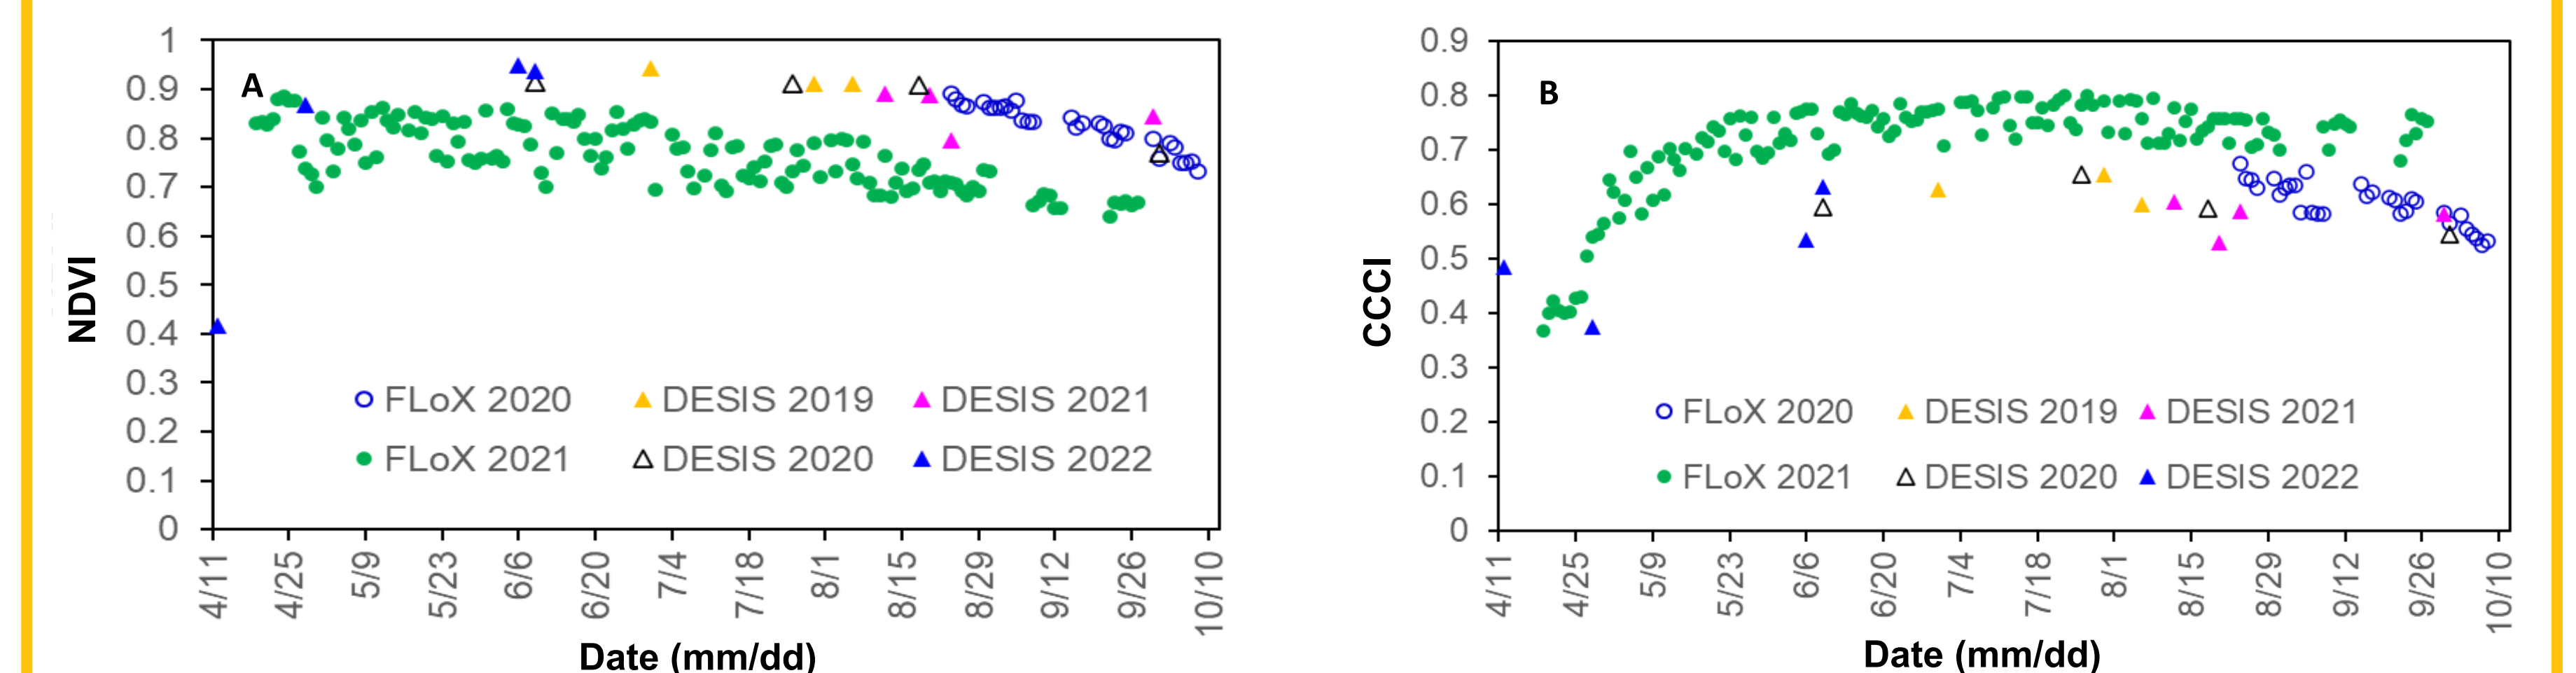 A
NDVI
1
0.9
0.8
0.7
0.6
0.5
0.4
0.3
0.2
0.1
0
FLoX 2020 DESIS 2019 DESIS 2021
FLoX 2021 DESIS 2020 DESIS 2022
4/11 4/25 5/9 5/23 6/6 6/20 7/4 7/18 8/1 8/15 8/29 9/12 9/26 10/10
Date (mm/dd)
B
CCCI
0.9
0.8
0.7
0.6
0.5
0.4
0.3
0.2
0.1
0
FLoX 2020 DESIS 2019 DESIS 2021
FLoX 2021 DESIS 2020 DESIS 2022
4/11 4/25 5/9 5/23 6/6 6/20 7/4 7/18 8/1 8/15 8/29 9/12 9/26 10/10
Date (mm/dd)